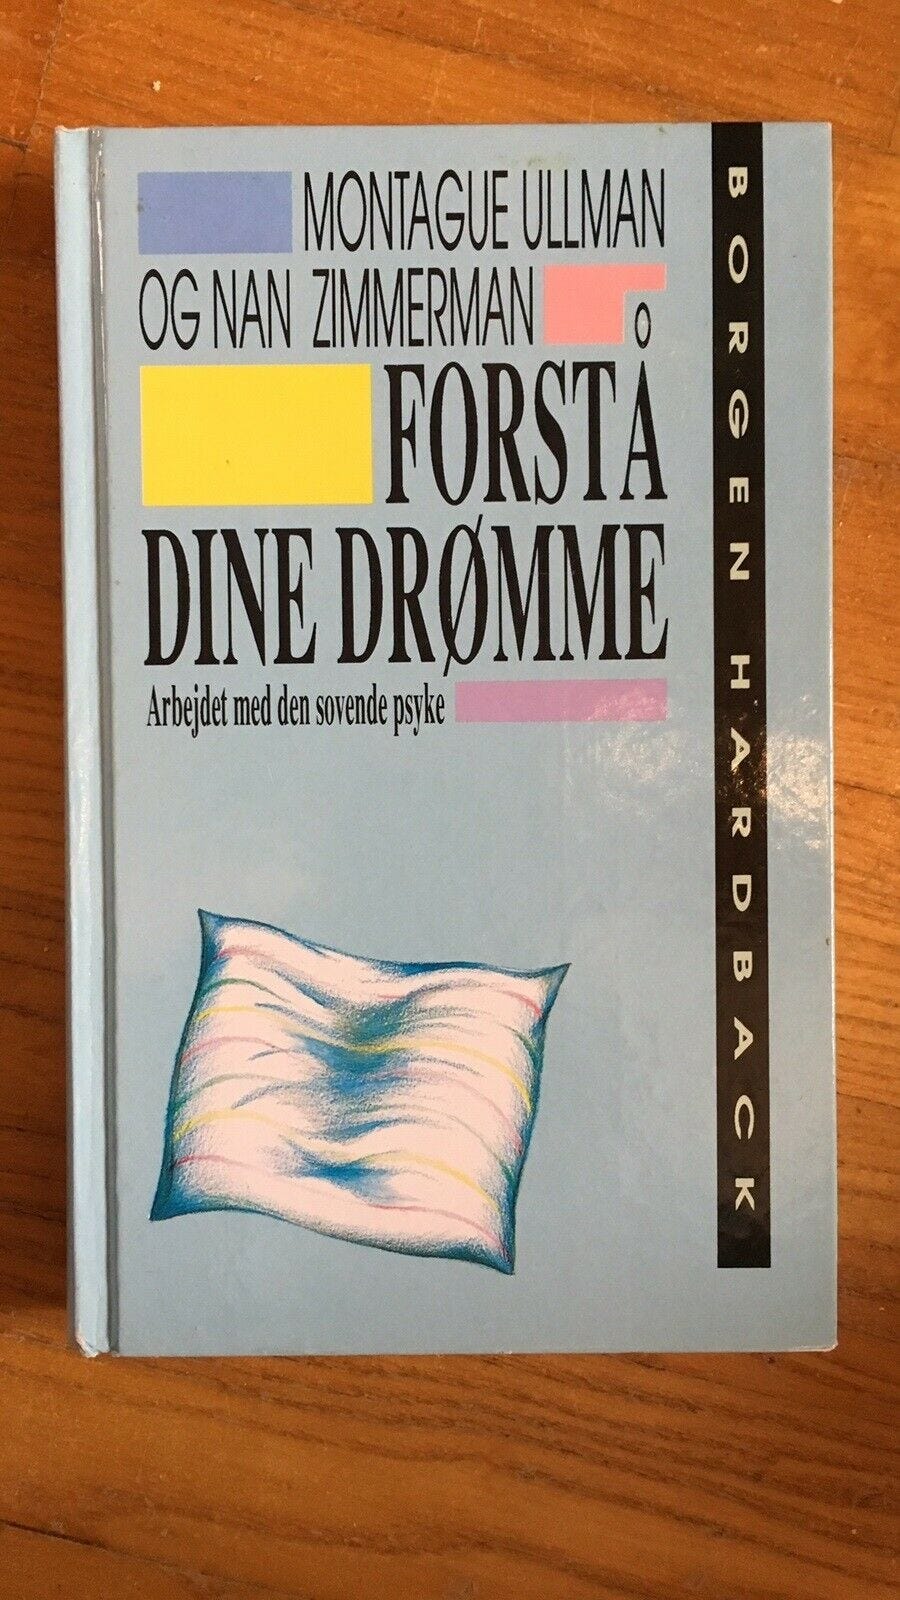 MONTAGUE ULLMAN
OG NAN ZIMMERMAN
FORSTÅ
DINE DRØMME
Arbejdet med den sovende psyke
BORGEN HARDBACK